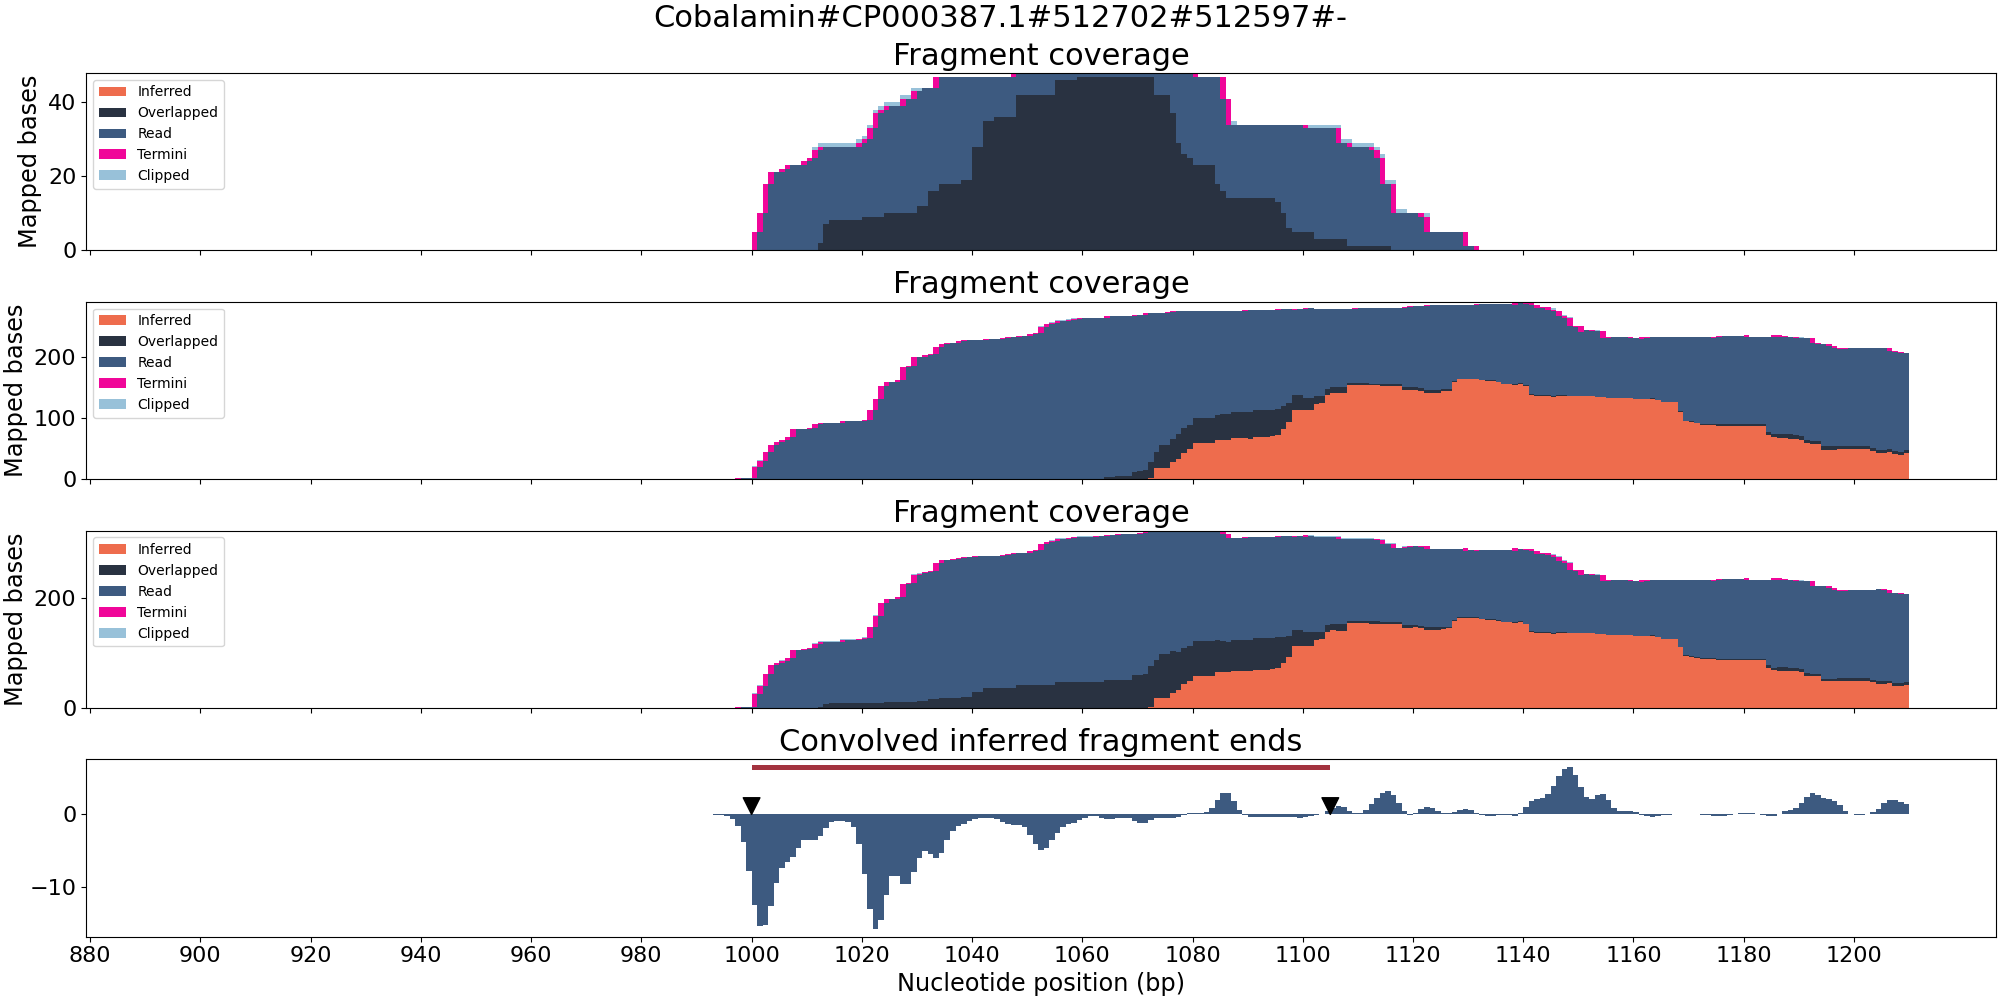 Cobalamin#CP000387.1#512702#512597#-
Fragment coverage
Mapped bases
40
20
0
Inferred
Overlapped
Read
Termini
Clipped
Fragment coverage
Mapped bases
200
100
0
Inferred
Overlapped
Read
Termini
Clipped
Fragment coverage
Mapped bases
200
0
Inferred
Overlapped
Read
Termini
Clipped
Convolved inferred fragment ends
0
−10
880 900 920 940 960 980 1000 1020 1040 1060 1080 1100 1120 1140 1160 1180 1200
Nucleotide position (bp)